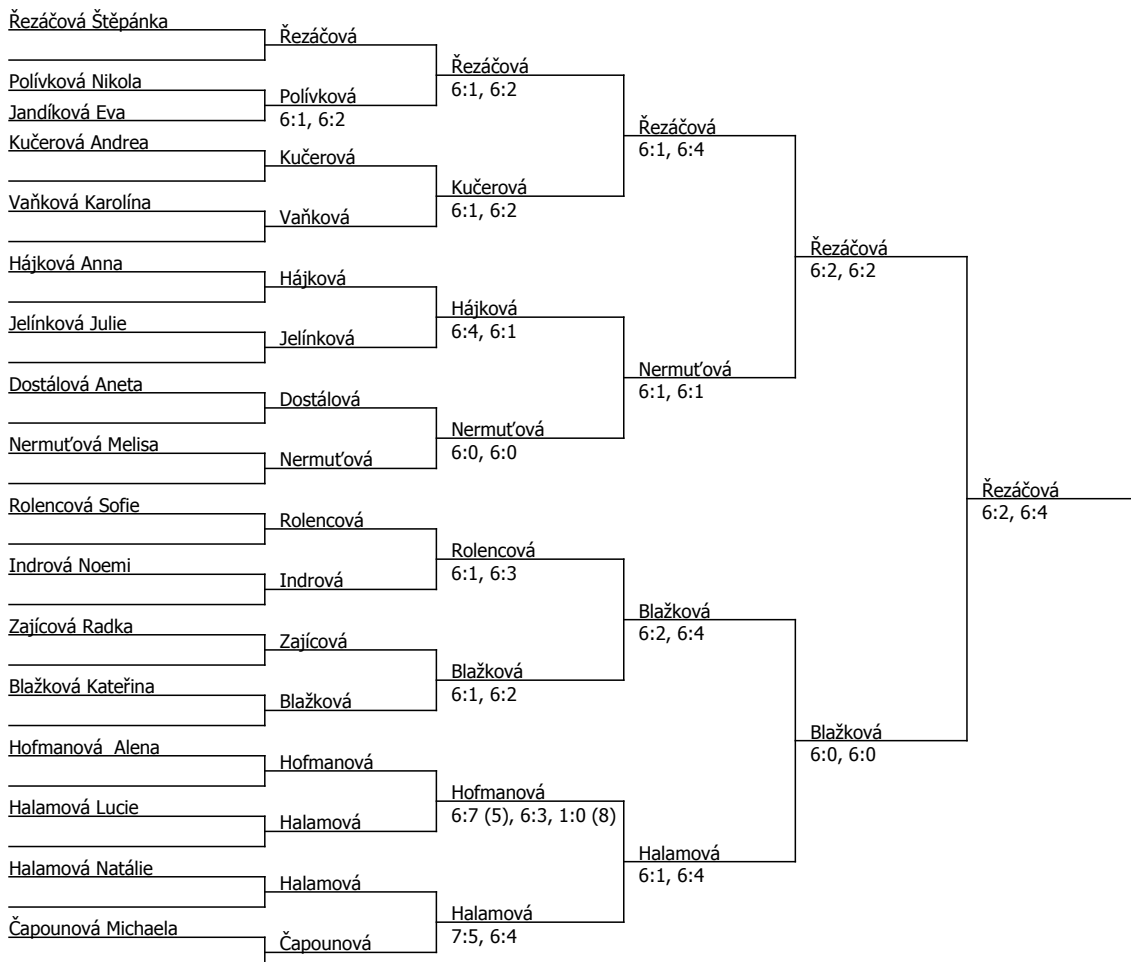 Řezáčová Štěpánka
Řezáčová
Řezáčová
6:1, 6:2
Polívková Nikola
Polívková
6:1, 6:2
Jandíková Eva
Řezáčová
6:1, 6:4
Kučerová Andrea
Kučerová
Kučerová
6:1, 6:2
Vaňková Karolína
Vaňková
Řezáčová
6:2, 6:2
Hájková Anna
Hájková
Hájková
6:4, 6:1
Jelínková Julie
Jelínková
Nermuťová
6:1, 6:1
Dostálová Aneta
Dostálová
Nermuťová
6:0, 6:0
Nermuťová Melisa
Nermuťová
Řezáčová
6:2, 6:4
Rolencová Sofie
Rolencová
Rolencová
6:1, 6:3
Indrová Noemi
Indrová
Blažková
6:2, 6:4
Zajícová Radka
Zajícová
Blažková
6:1, 6:2
Blažková Kateřina
Blažková
Blažková
6:0, 6:0
Hofmanová  Alena
Hofmanová
Hofmanová
6:7 (5), 6:3, 1:0 (8)
Halamová Lucie
Halamová
Halamová
6:1, 6:4
Halamová Natálie
Halamová
Halamová
7:5, 6:4
Čapounová Michaela
Čapounová